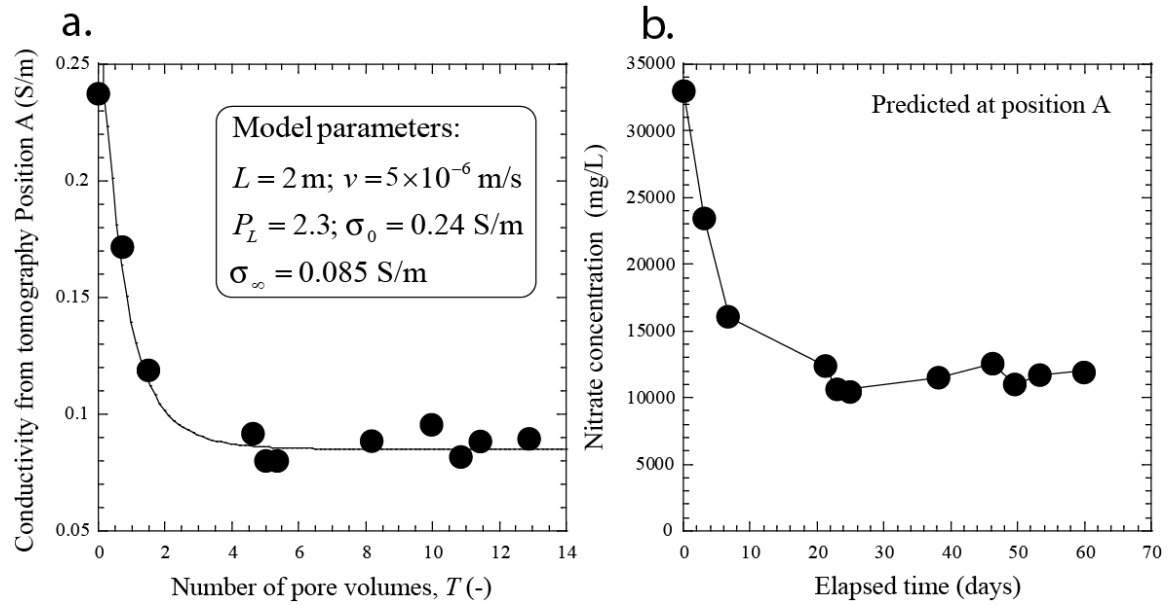 a.
Conductivity from tomography Position A (S/m)
0.25
0.2
0.15
0.1
0.05
Model parameters:
L = 2 m; v = 5×10⁻⁶ m/s
P_L = 2.3; σ₀ = 0.24 S/m
σ_∞ = 0.085 S/m
0 2 4 6 8 10 12 14
Number of pore volumes, T (-)
b.
Nitrate concentration (mg/L)
35000
30000
25000
20000
15000
10000
5000
0
Predicted at position A
0 10 20 30 40 50 60 70
Elapsed time (days)